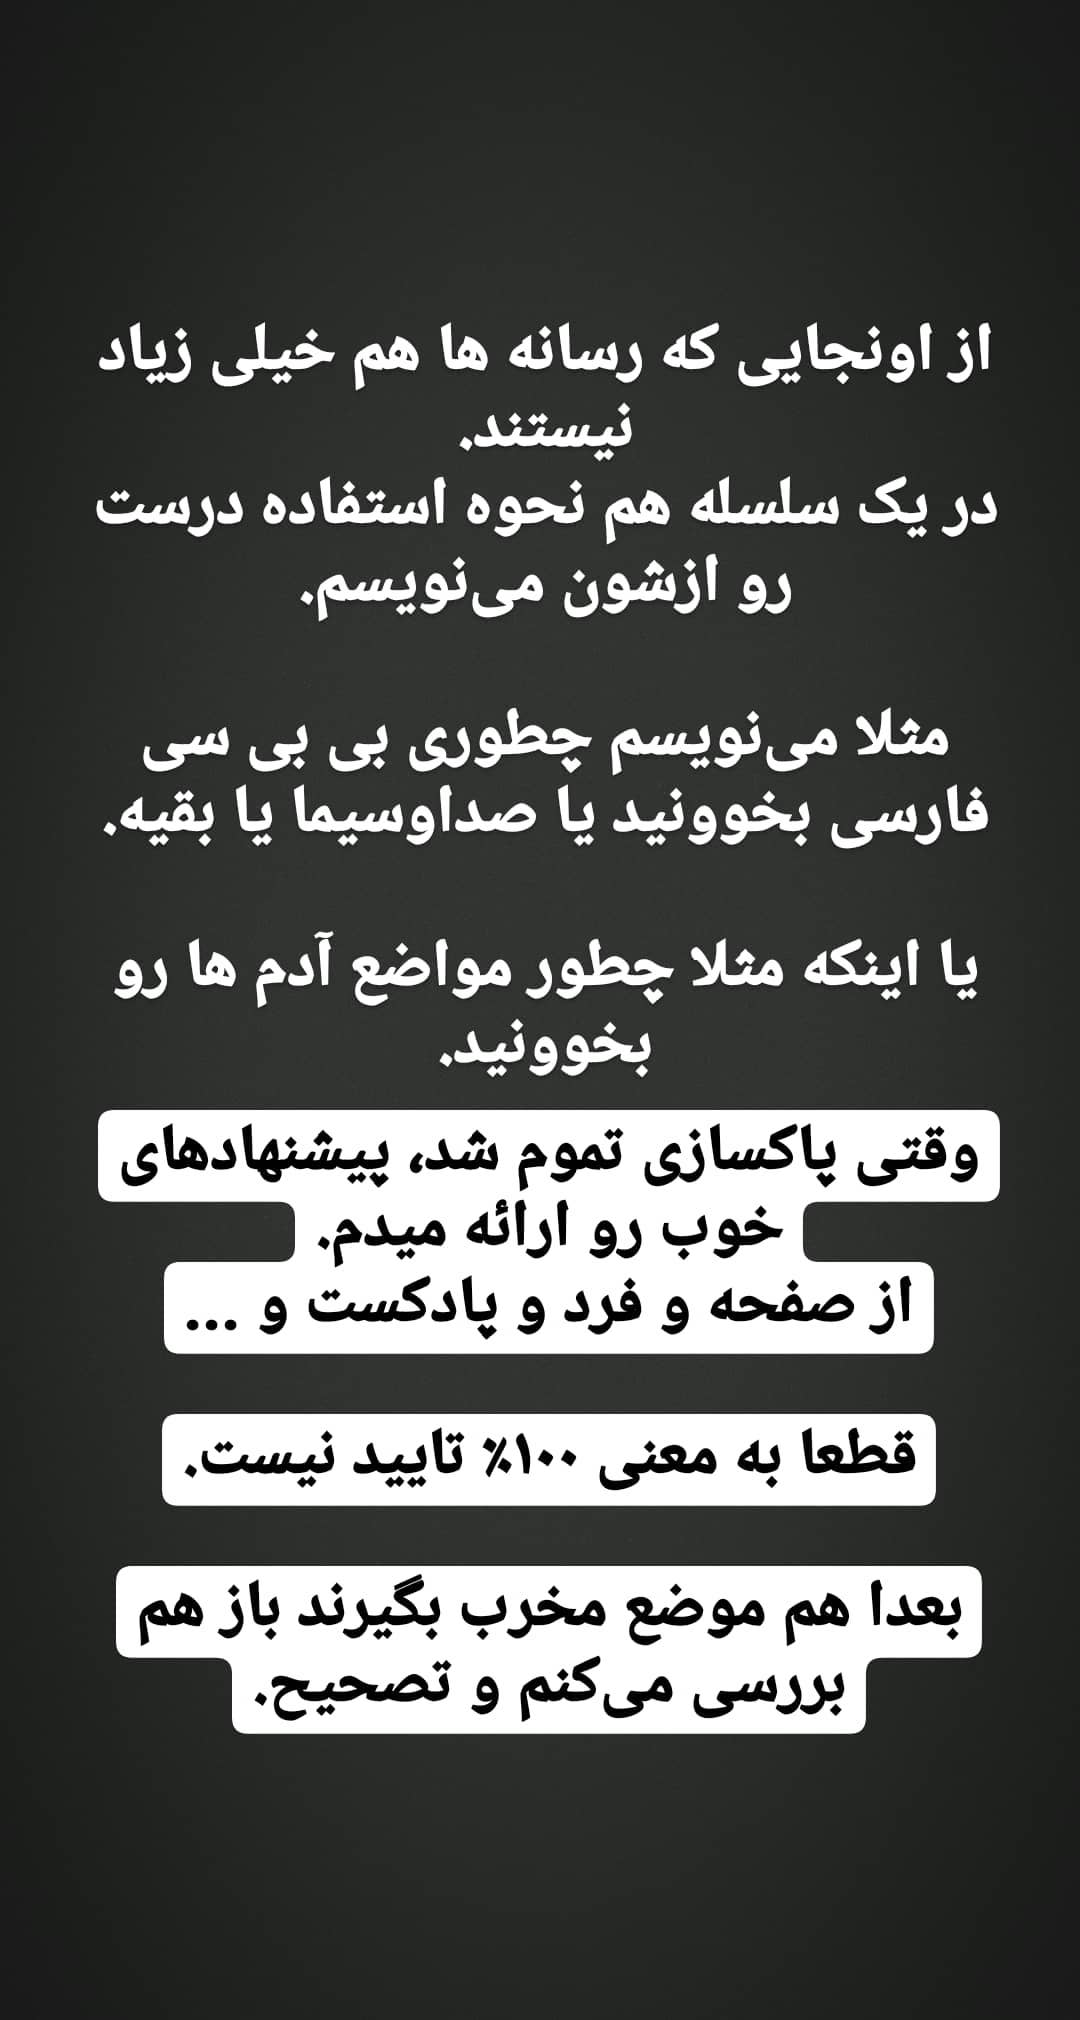 از اونجایی که رسانه ها هم خیلی زیاد
نیستند.
در یک سلسله هم نحوه استفاده درست
رو ازشون می‌نویسم.
مثلا می‌نویسم چطوری بی بی سی
فارسی بخوونید یا صداوسیما یا بقیه.
یا اینکه مثلا چطور مواضع آدم ها رو
بخوونید.
وقتی پاکسازی تموم شد، پیشنهادهای
خوب رو ارائه میدم.
از صفحه و فرد و پادکست و ...
قطعا به معنی ۱۰۰٪ تایید نیست.
بعدا هم موضع مخرب بگیرند باز هم
بررسی می‌کنم و تصحیح.